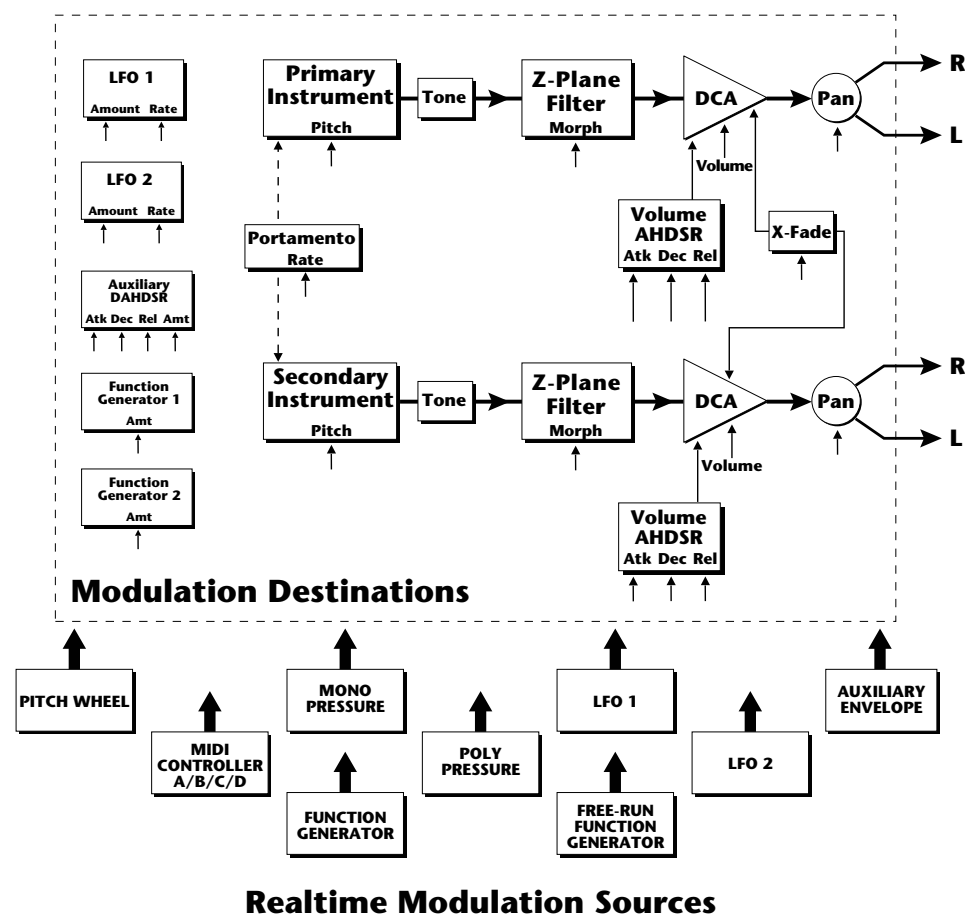 LFO 1
Amount Rate
LFO 2
Amount Rate
Auxiliary
DAHDSR
Atk Dec Rel Amt
Function
Generator 1
Amt
Function
Generator 2
Amt
Primary
Instrument
Pitch
Tone
Z-Plane
Filter
Morph
DCA
Volume
Pan
R
L
Portamento
Rate
Volume
AHDSR
Atk Dec Rel
X-Fade
Secondary
Instrument
Pitch
Tone
Z-Plane
Filter
Morph
DCA
Volume
Pan
R
L
Volume
AHDSR
Atk Dec Rel
Modulation Destinations
PITCH WHEEL
MIDI
CONTROLLER
A/B/C/D
MONO
PRESSURE
FUNCTION
GENERATOR
POLY
PRESSURE
LFO 1
FREE-RUN
FUNCTION
GENERATOR
LFO 2
AUXILIARY
ENVELOPE
Realtime Modulation Sources